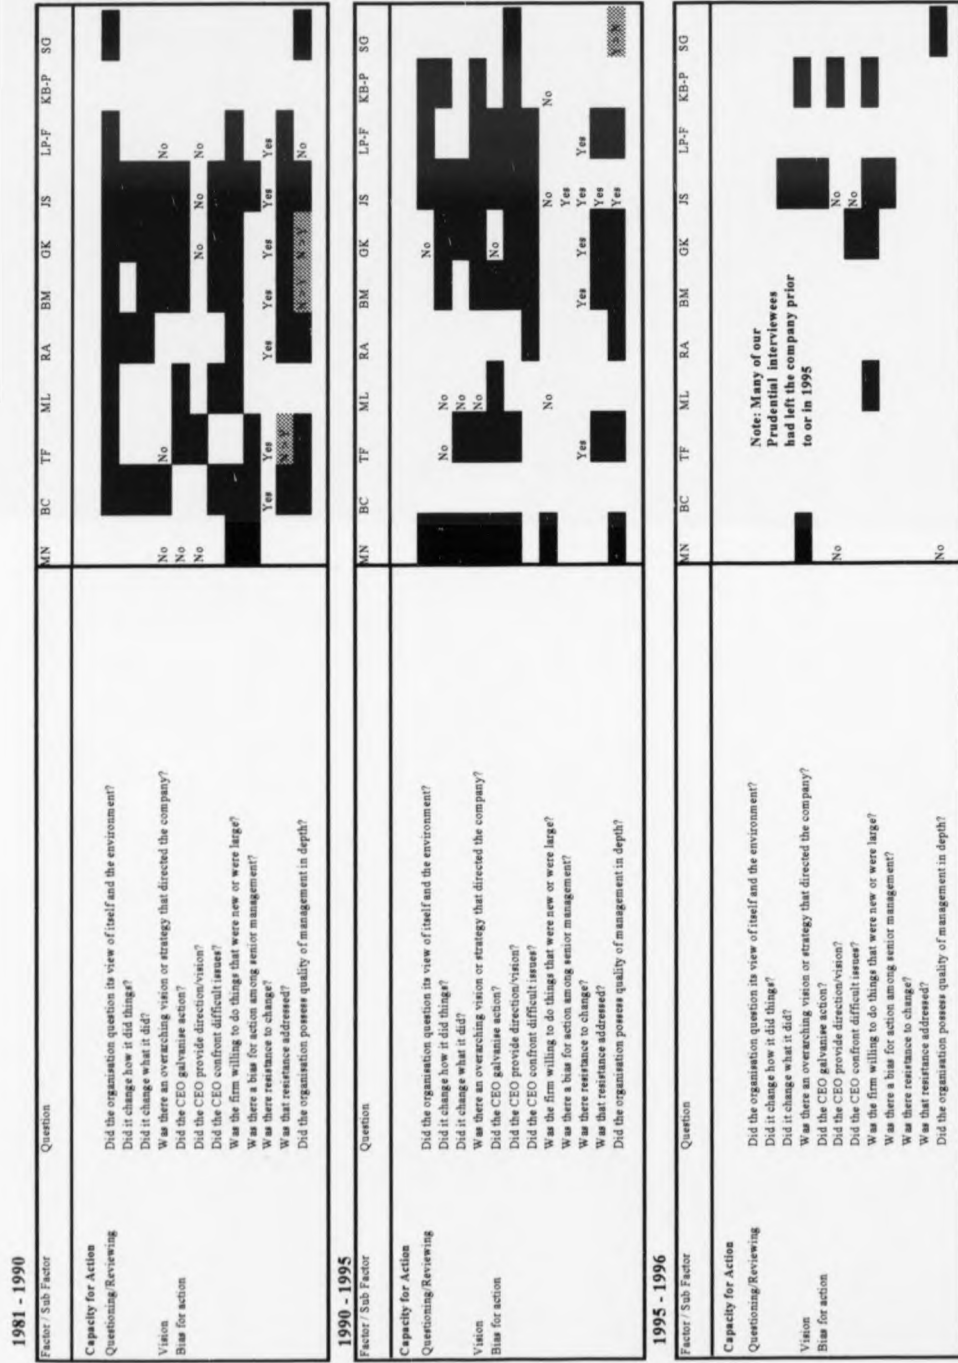 1981 - 1990
Factor / Sub Factor Question MN BC TF ML RA BM GK JS LP-F KB-P SG
Capacity for Action
Questioning/Reviewing Did the organisation question its view of itself and the environment?
Did it change how it did things?
Did it change what it did?
Vision Was there an overarching vision or strategy that directed the company? No No No
Bias for action Did the CEO galvanise action? No
Did the CEO provide direction/vision? No No No No
Did the CEO confront difficult issues?
Was the firm willing to do things that were new or were large?
Was there a bias for action among senior management?
Was there resistance to change? Yes Yes Yes Yes Yes Yes Yes
Was that resistance addressed? N > Y
Did the organisation possess quality of management in depth? N > Y N > Y No
1990 - 1995
Factor / Sub Factor Question MN BC TF ML RA BM GK JS LP-F KB-P SG
Capacity for Action
Questioning/Reviewing Did the organisation question its view of itself and the environment? No
Did it change how it did things? No No
Did it change what it did? No
Vision Was there an overarching vision or strategy that directed the company? No
Bias for action Did the CEO galvanise action? No
Did the CEO provide direction/vision?
Did the CEO confront difficult issues?
Was the firm willing to do things that were new or were large? No No No
Was there a bias for action among senior management? Yes
Was there resistance to change? Yes Yes Yes Yes
Was that resistance addressed? Yes
Did the organisation possess quality of management in depth? Yes Y > N
1995 - 1996
Factor / Sub Factor Question MN BC TF ML RA BM GK JS LP-F KB-P SG
Capacity for Action
Questioning/Reviewing Did the organisation question its view of itself and the environment?
Did it change how it did things?
Did it change what it did?
Vision Was there an overarching vision or strategy that directed the company?
Bias for action Did the CEO galvanise action?
Did the CEO provide direction/vision? No No
Did the CEO confront difficult issues? No
Was the firm willing to do things that were new or were large?
Was there a bias for action among senior management?
Was there resistance to change?
Was that resistance addressed?
Did the organisation possess quality of management in depth? No
Note: Many of our
Prudential interviewees
had left the company prior
to or in 1995